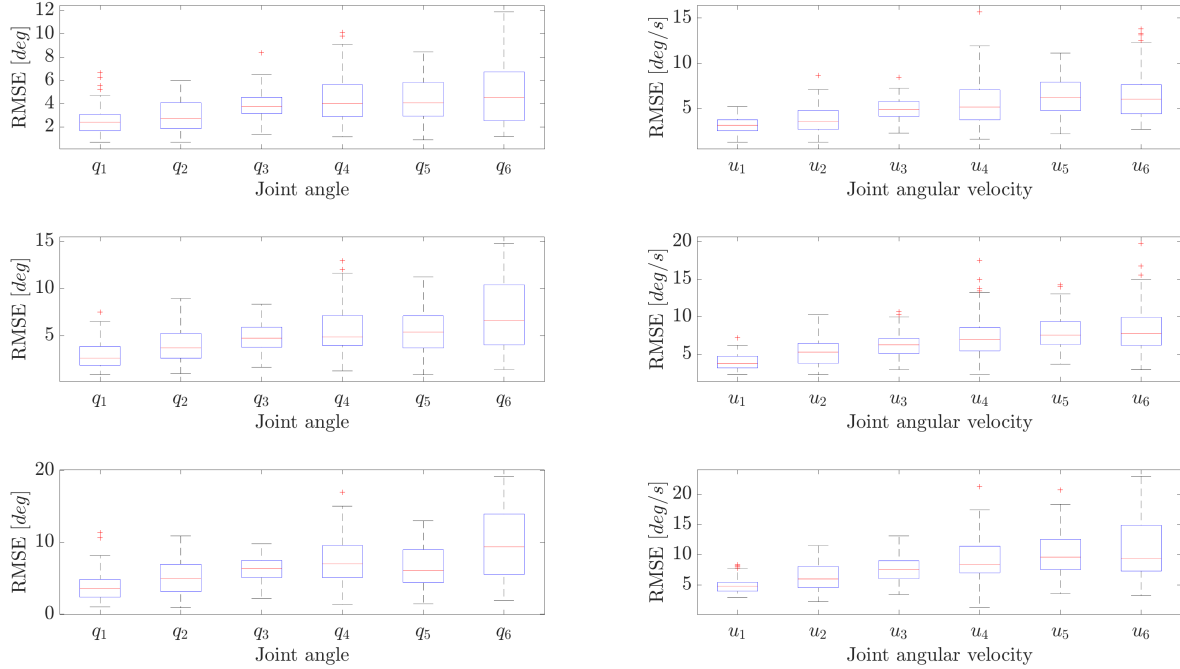 12
10
8
6
4
2
RMSE [deg]
q1 q2 q3 q4 q5 q6
Joint angle
15
10
5
RMSE [deg/s]
u1 u2 u3 u4 u5 u6
Joint angular velocity
15
10
5
RMSE [deg]
q1 q2 q3 q4 q5 q6
Joint angle
20
15
10
5
RMSE [deg/s]
u1 u2 u3 u4 u5 u6
Joint angular velocity
20
10
0
RMSE [deg]
q1 q2 q3 q4 q5 q6
Joint angle
20
15
10
5
RMSE [deg/s]
u1 u2 u3 u4 u5 u6
Joint angular velocity